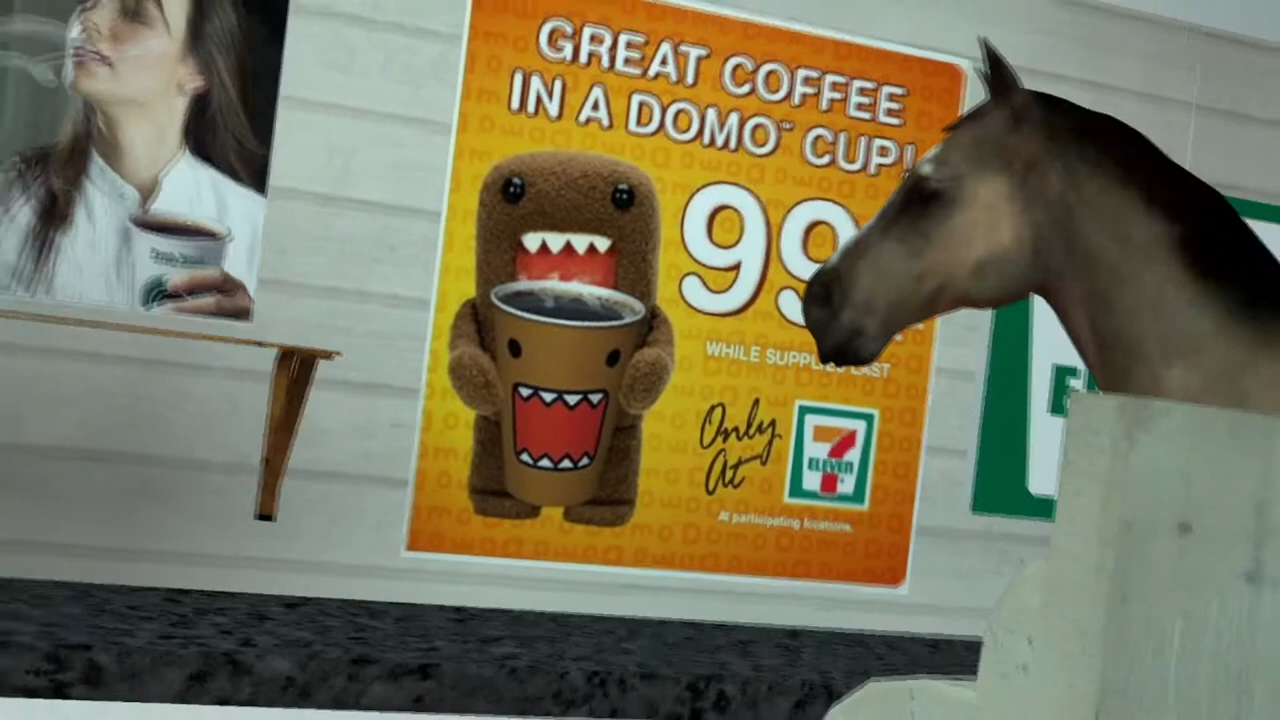 GREAT COFFEE
IN A DOMO™ CUP!
99
WHILE SUPPLIES LAST
Only
At
7
ELEVEN
At participating locations.